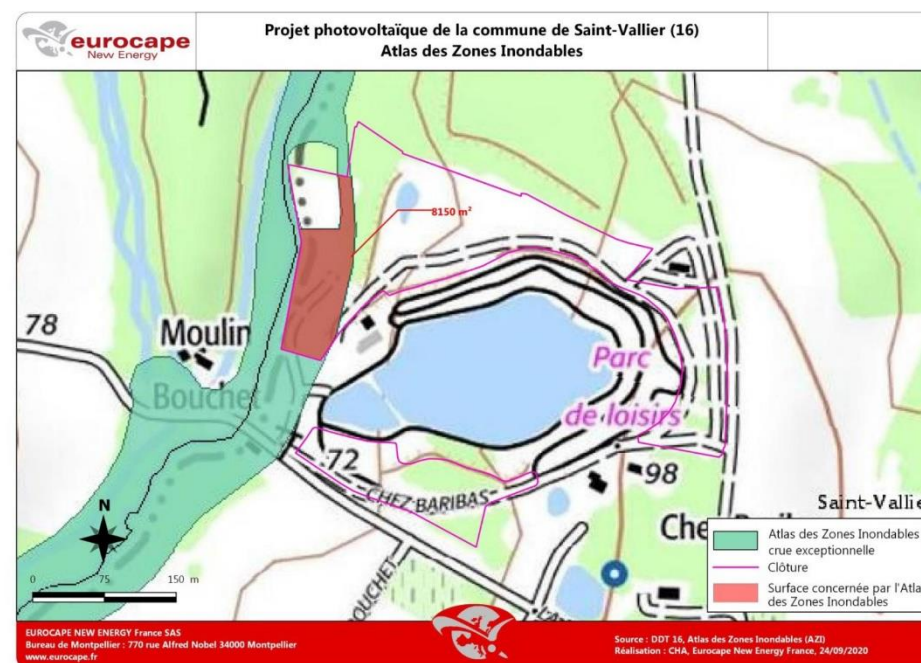 eurocape
New Energy
Projet photovoltaïque de la commune de Saint-Vallier (16)
Atlas des Zones Inondables
8150 m²
78
Moulin
Bouchet
Parc
de loisirs
72
98
CHEZ BARIBAS
Saint-Vallie
Che
BOUCHET
N
0 75 150 m
Atlas des Zones Inondables
crue exceptionnelle
Clôture
Surface concernée par l'Atla
des Zones Inondables
EUROCAPE NEW ENERGY France SAS
Bureau de Montpellier : 770 rue Alfred Nobel 34000 Montpellier
www.eurocape.fr
Source : DDT 16, Atlas des Zones Inondables (AZI)
Réalisation : CHA, Eurocape New Energy France, 24/09/2020